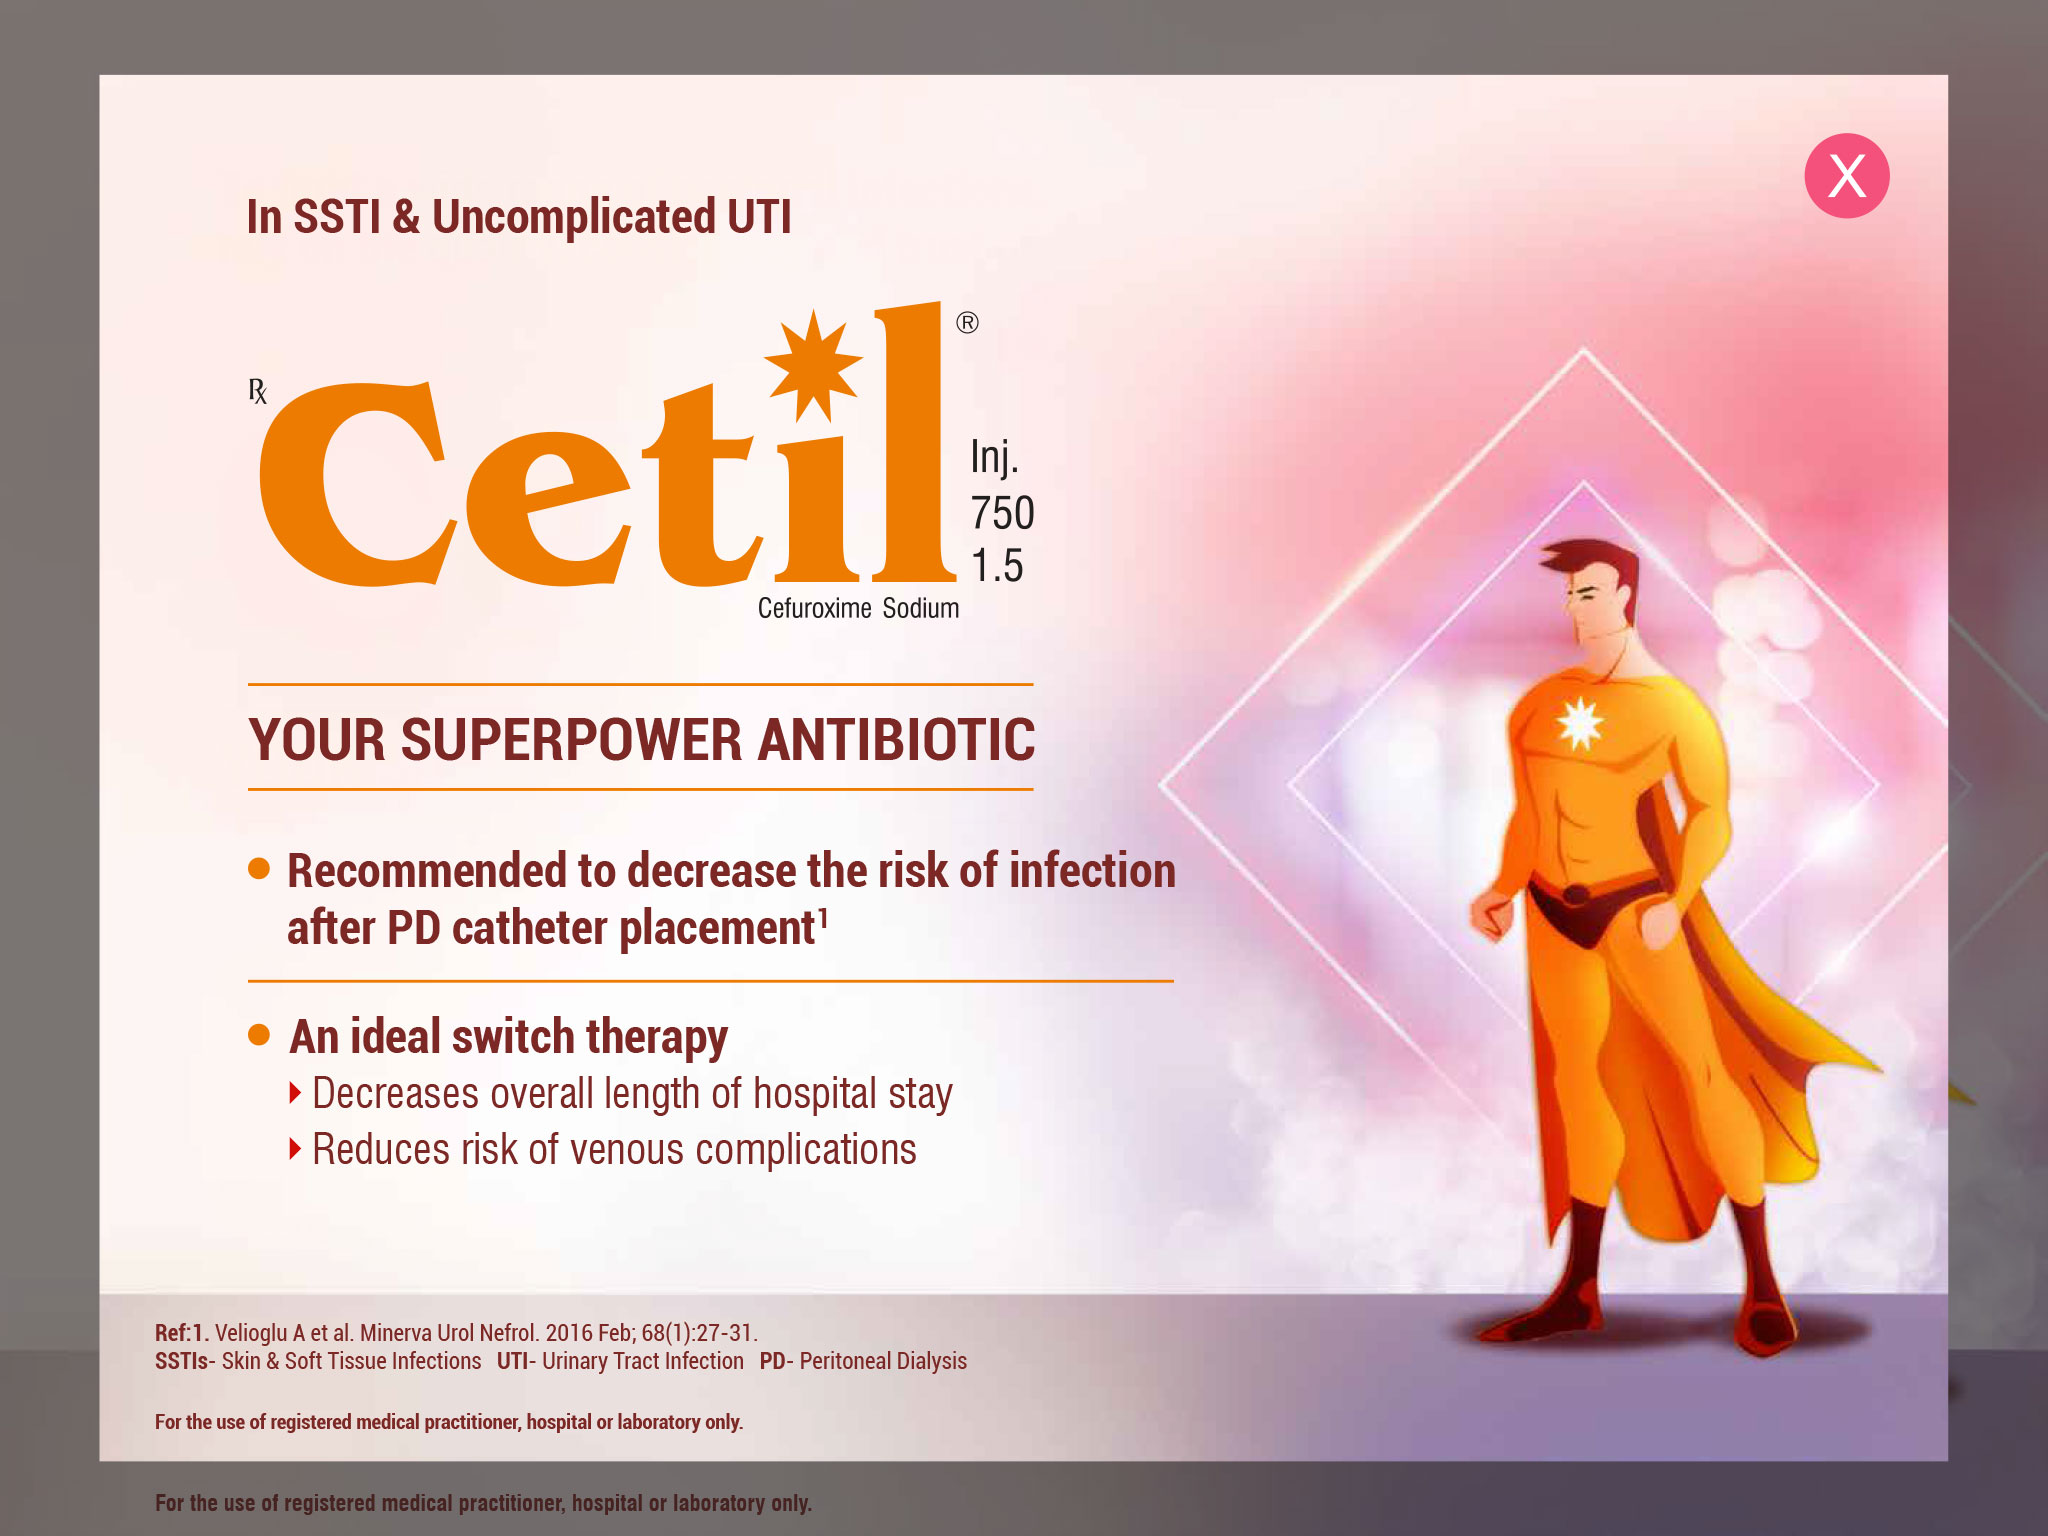 In SSTI & Uncomplicated UTI
X
℞ Cetil®
Inj.
750
1.5
Cefuroxime Sodium
YOUR SUPERPOWER ANTIBIOTIC
● Recommended to decrease the risk of infection
after PD catheter placement¹
● An ideal switch therapy
▸ Decreases overall length of hospital stay
▸ Reduces risk of venous complications
Ref:1. Velioglu A et al. Minerva Urol Nefrol. 2016 Feb; 68(1):27-31.
SSTIs- Skin & Soft Tissue Infections UTI- Urinary Tract Infection PD- Peritoneal Dialysis
For the use of registered medical practitioner, hospital or laboratory only.
For the use of registered medical practitioner, hospital or laboratory only.